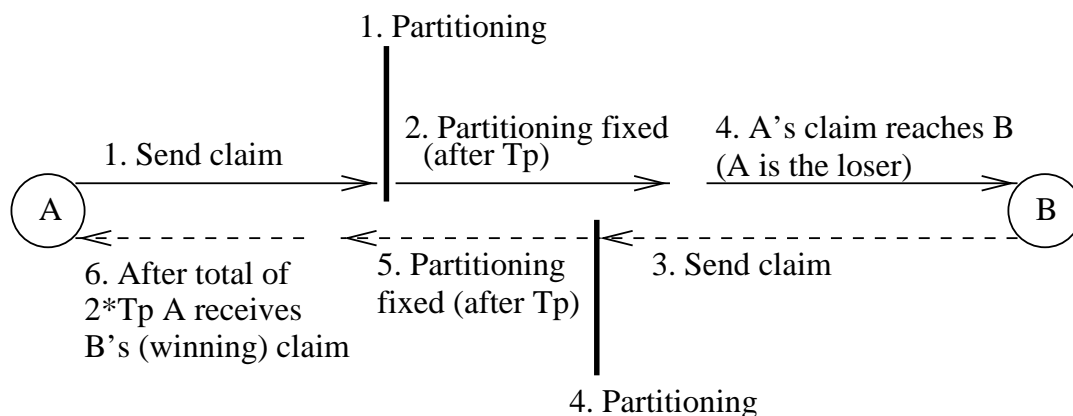 1. Partitioning
2. Partitioning fixed
(after Tp)
4. A's claim reaches B
(A is the loser)
1. Send claim
A
B
6. After total of
2*Tp A receives
B's (winning) claim
5. Partitioning
fixed (after Tp)
3. Send claim
4. Partitioning